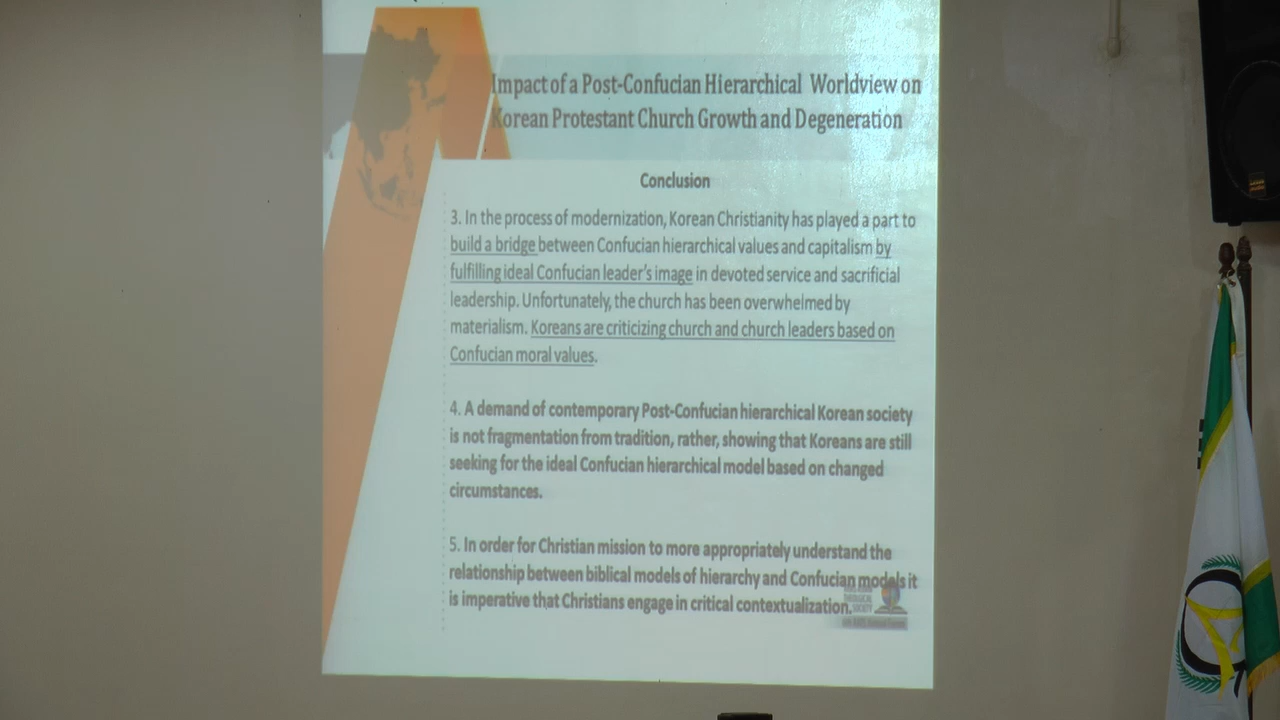 Impact of a Post-Confucian Hierarchical Worldview on
Korean Protestant Church Growth and Degeneration
Conclusion
3. In the process of modernization, Korean Christianity has played a part to
build a bridge between Confucian hierarchical values and capitalism by
fulfilling ideal Confucian leader's image in devoted service and sacrificial
leadership. Unfortunately, the church has been overwhelmed by
materialism. Koreans are criticizing church and church leaders based on
Confucian moral values.
4. A demand of contemporary Post-Confucian hierarchical Korean society
is not fragmentation from tradition, rather, showing that Koreans are still
seeking for the ideal Confucian hierarchical model based on changed
circumstances.
5. In order for Christian mission to more appropriately understand the
relationship between biblical models of hierarchy and Confucian models it
is imperative that Christians engage in critical contextualization.
SOCIETY